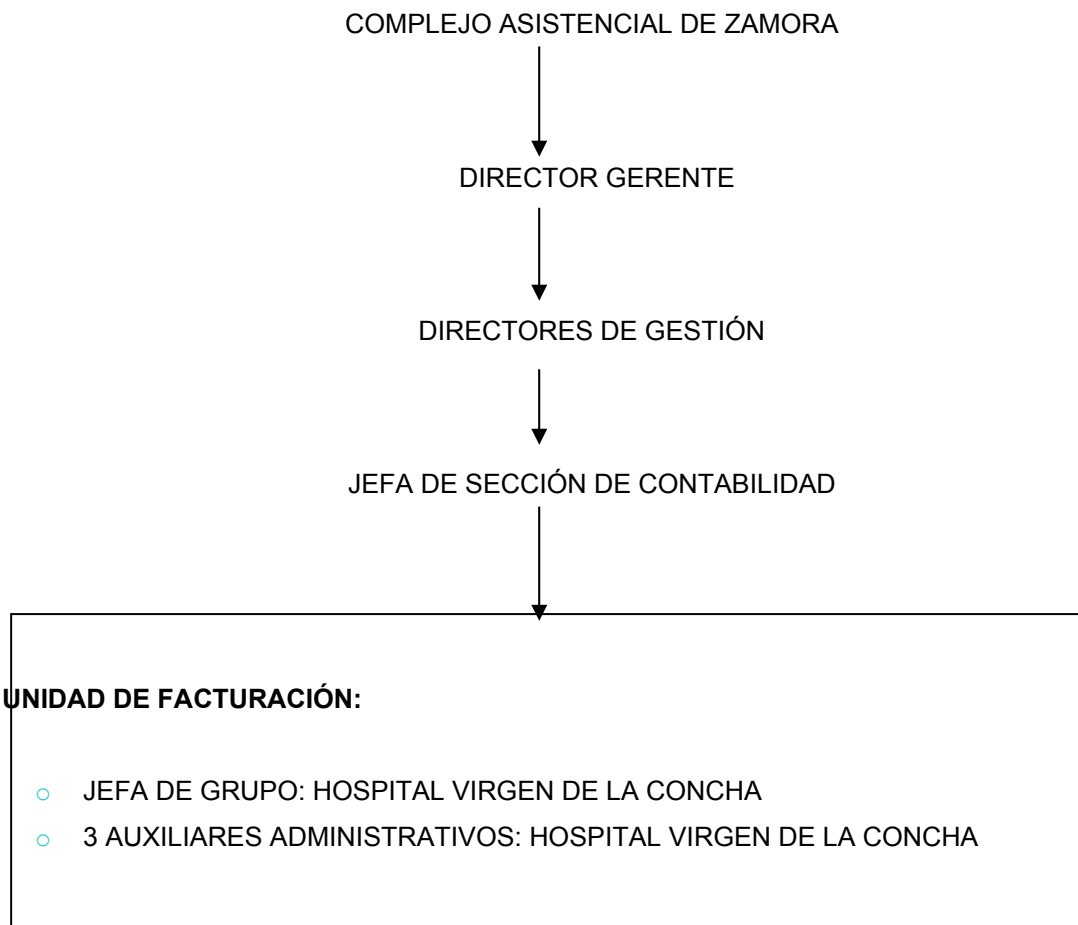 COMPLEJO ASISTENCIAL DE ZAMORA
DIRECTOR GERENTE
DIRECTORES DE GESTIÓN
JEFA DE SECCIÓN DE CONTABILIDAD
UNIDAD DE FACTURACIÓN:
JEFA DE GRUPO: HOSPITAL VIRGEN DE LA CONCHA
3 AUXILIARES ADMINISTRATIVOS: HOSPITAL VIRGEN DE LA CONCHA